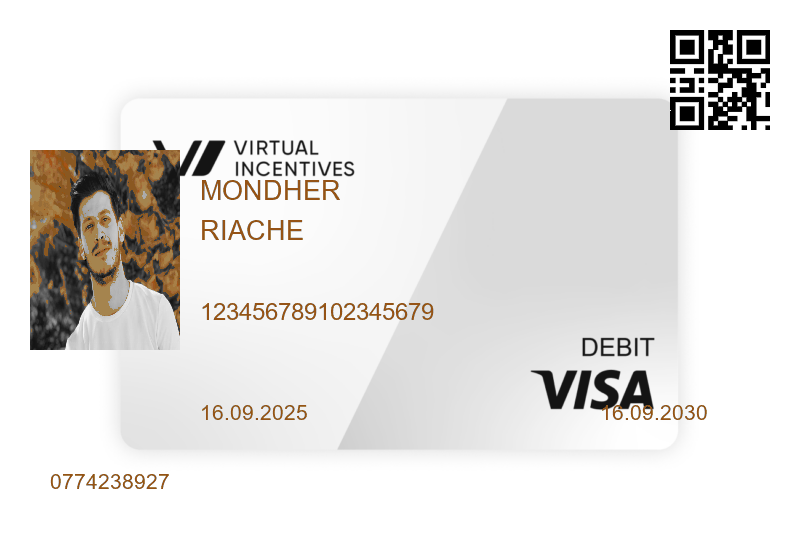 VIRTUAL
INCENTIVES
MONDHER
RIACHE
123456789102345679
DEBIT
VISA
16.09.2025
16.09.2030
0774238927